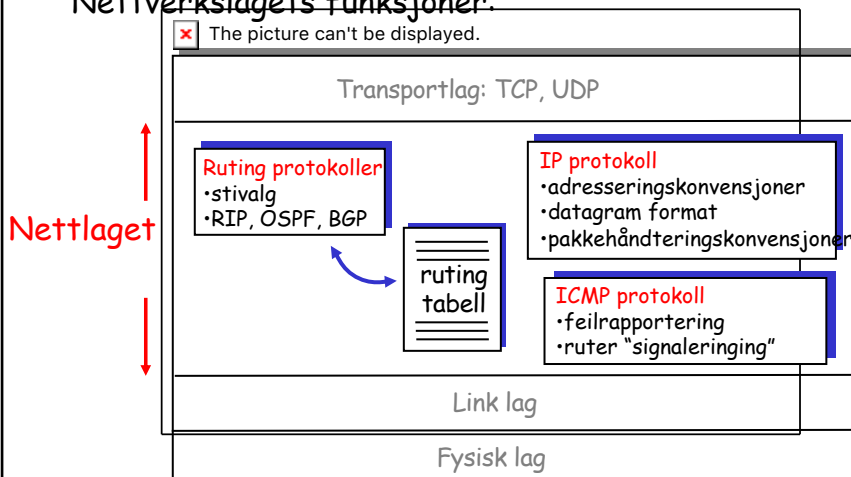 Nettverkslagets funksjoner:
The picture can't be displayed.
Transportlag: TCP, UDP
Nettlaget
Ruting protokoller
•stivalg
•RIP, OSPF, BGP
ruting
tabell
IP protokoll
•adresseringskonvensjoner
•datagram format
•pakkehåndteringskonvensjoner
ICMP protokoll
•feilrapportering
•ruter “signaleringing”
Link lag
Fysisk lag